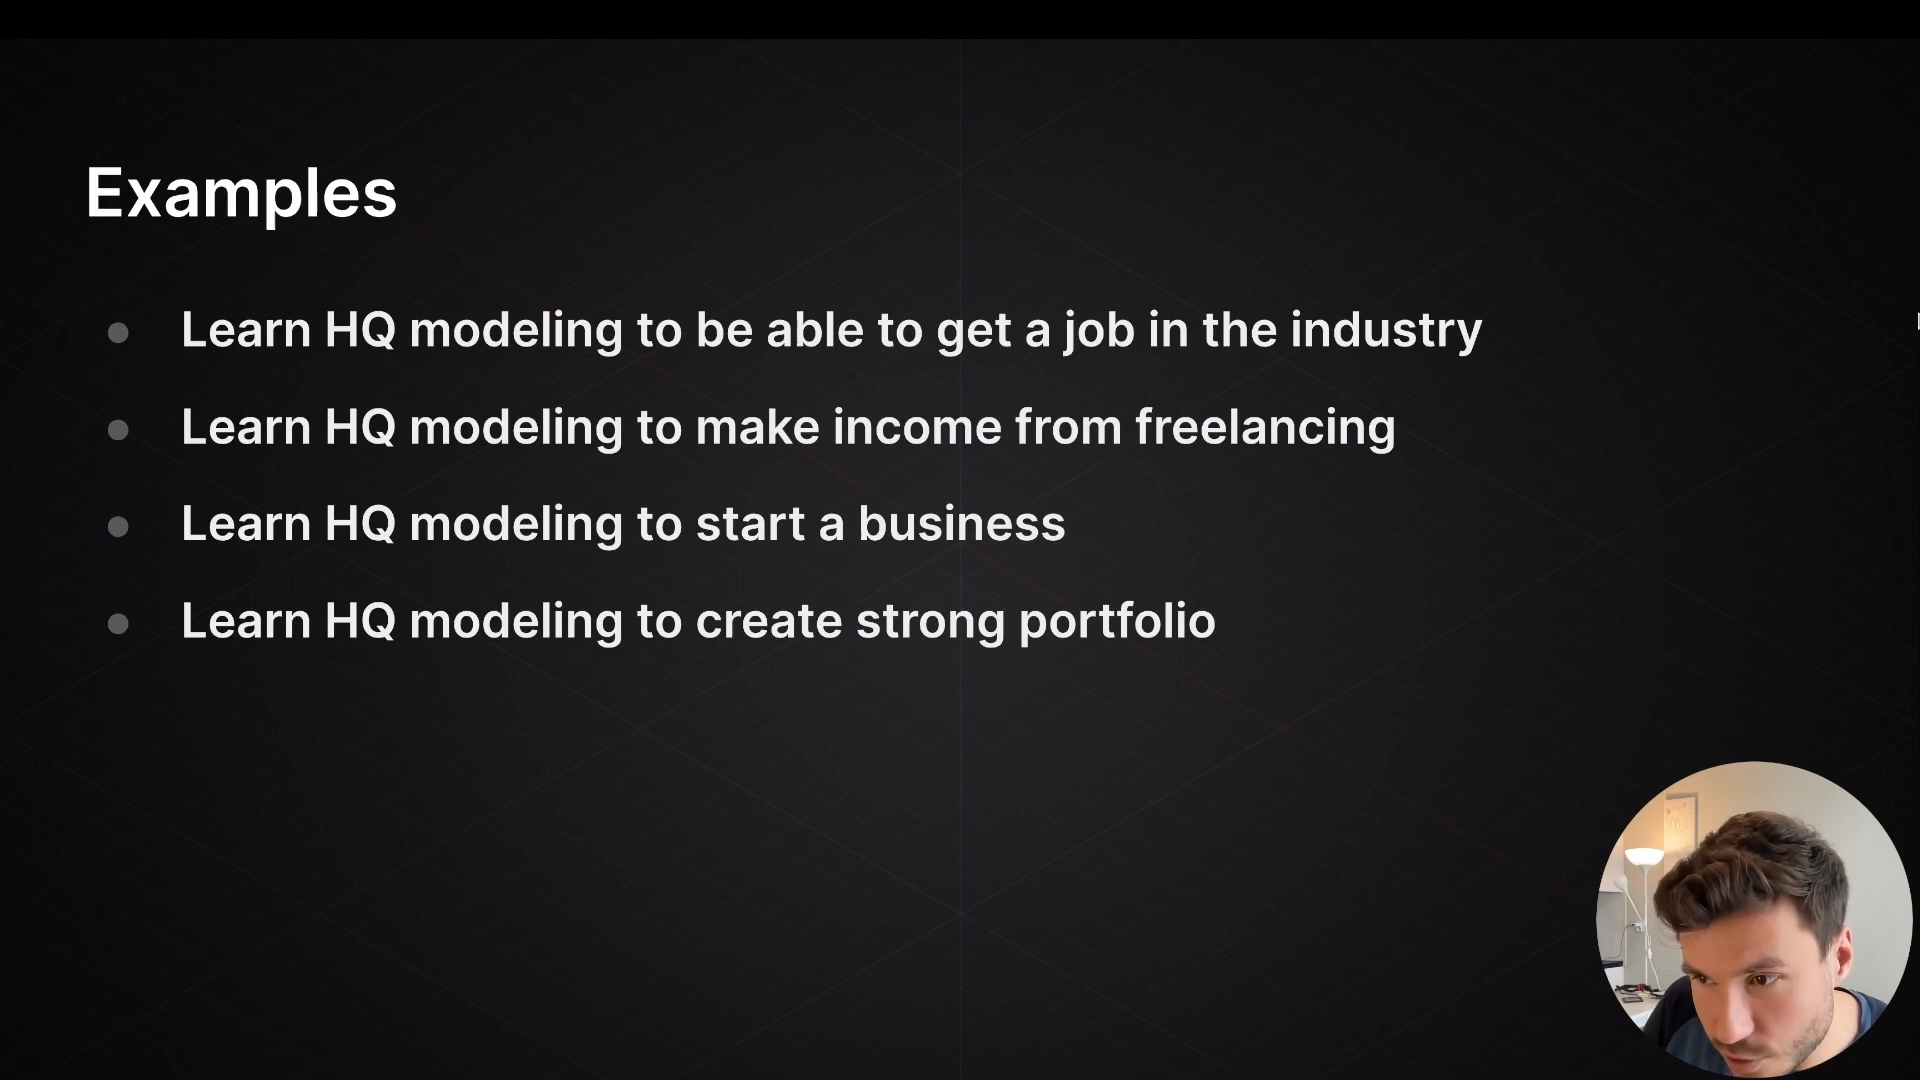 Examples
Learn HQ modeling to be able to get a job in the industry
Learn HQ modeling to make income from freelancing
Learn HQ modeling to start a business
Learn HQ modeling to create strong portfolio